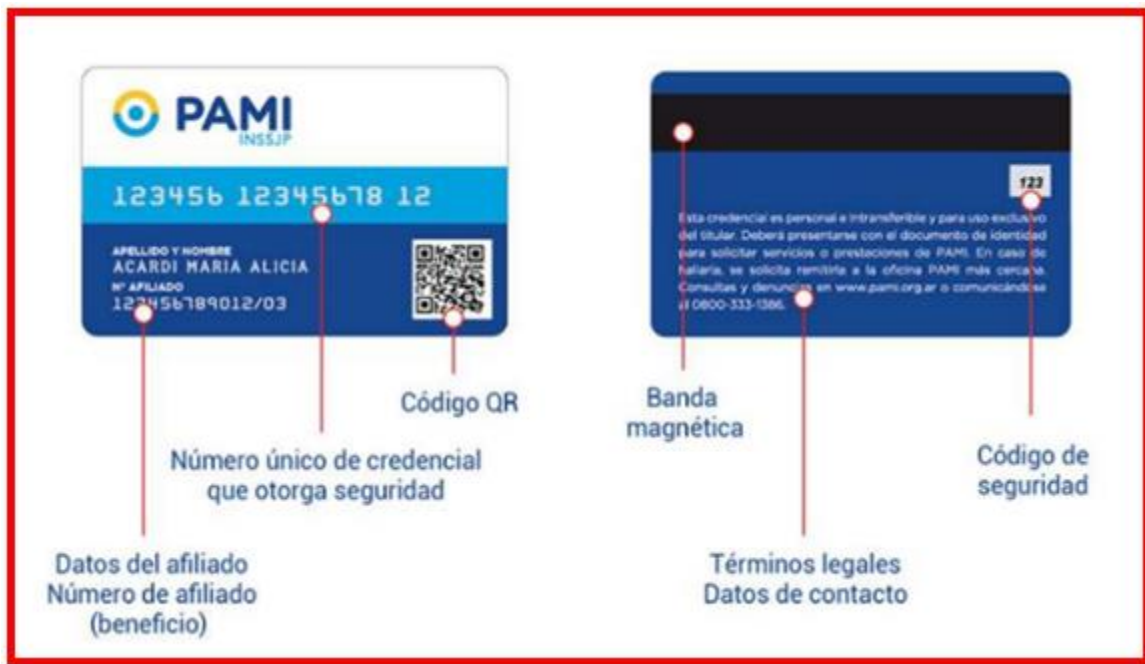 PAMI
INSSJP
123456 12345678 12
APELLIDO Y NOMBRE
ACARDI MARIA ALICIA
N° AFILIADO
123456789012/03
Código QR
Número único de credencial
que otorga seguridad
Datos del afiliado
Número de afiliado
(beneficio)
123
Esta credencial es personal e intransferible y para uso exclusivo
del titular. Deberá presentarse con el documento de identidad
para solicitar servicios o prestaciones de PAMI. En caso de
hallarla, se solicita remitirla a la oficina PAMI más cercana.
Consultas y denuncias en www.pami.org.ar o comunicándose
al 0800-333-1386.
Banda
magnética
Código de
seguridad
Términos legales
Datos de contacto